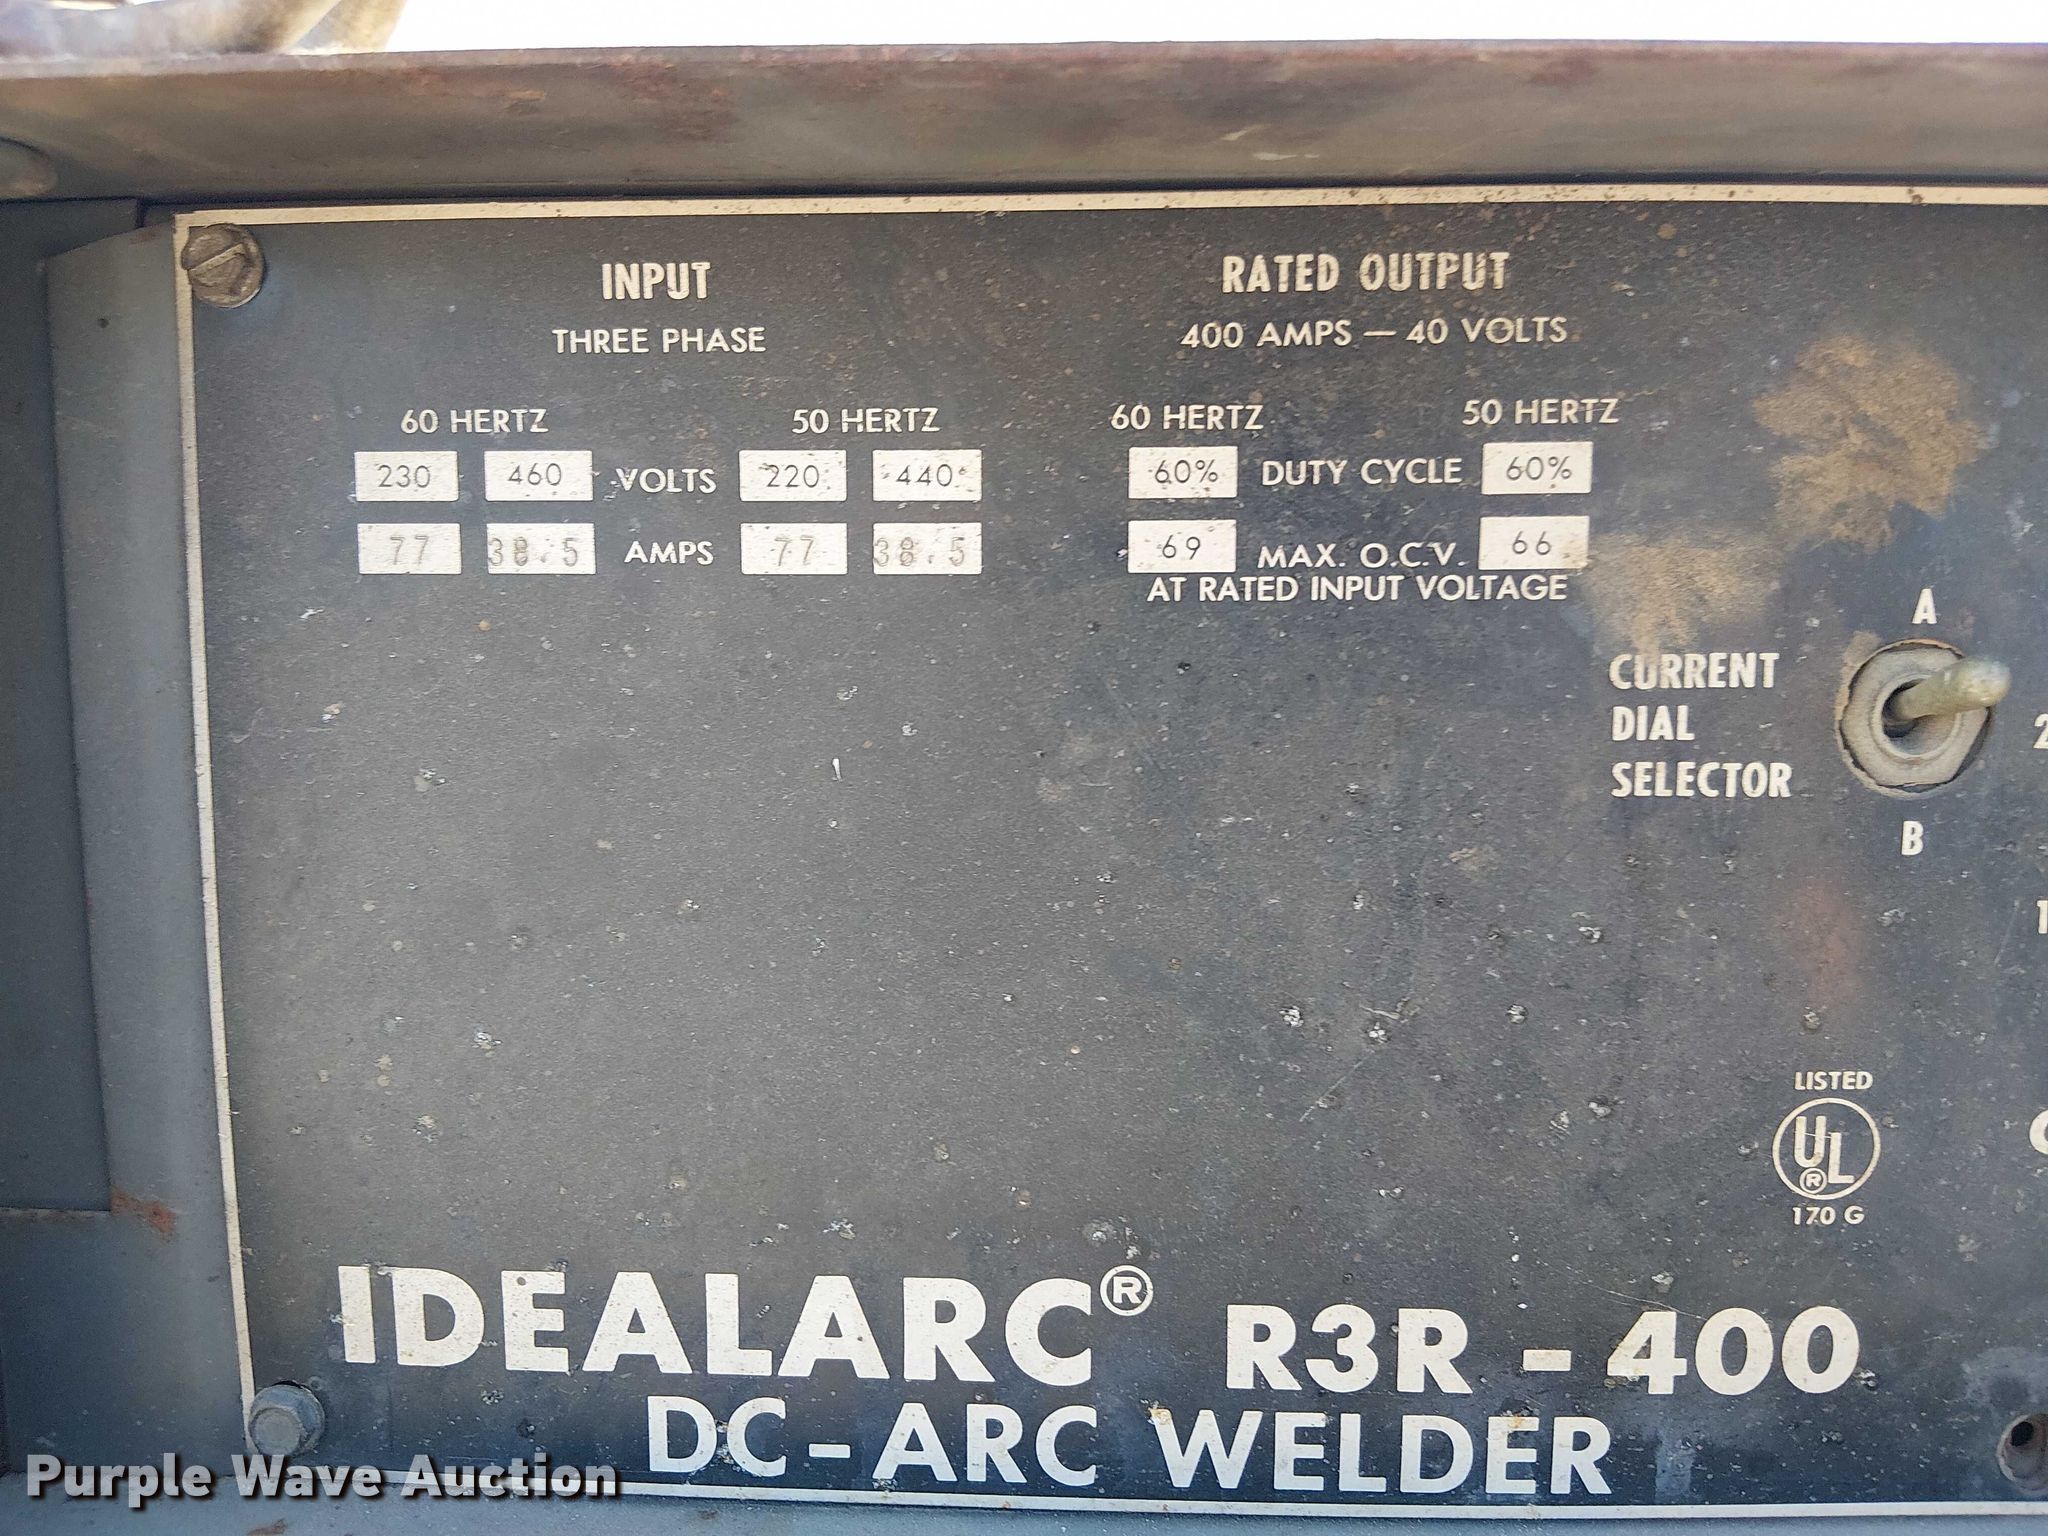 INPUT
THREE PHASE
60 HERTZ 50 HERTZ
230 460 VOLTS 220 440
77 38.5 AMPS 77 38.5
RATED OUTPUT
400 AMPS — 40 VOLTS
60 HERTZ 50 HERTZ
60% DUTY CYCLE 60%
69 MAX. O.C.V. 66
AT RATED INPUT VOLTAGE
A
CURRENT
DIAL
SELECTOR
B
LISTED
UL®
170 G
IDEALARC® R3R-400
DC-ARC WELDER
Purple Wave Auction